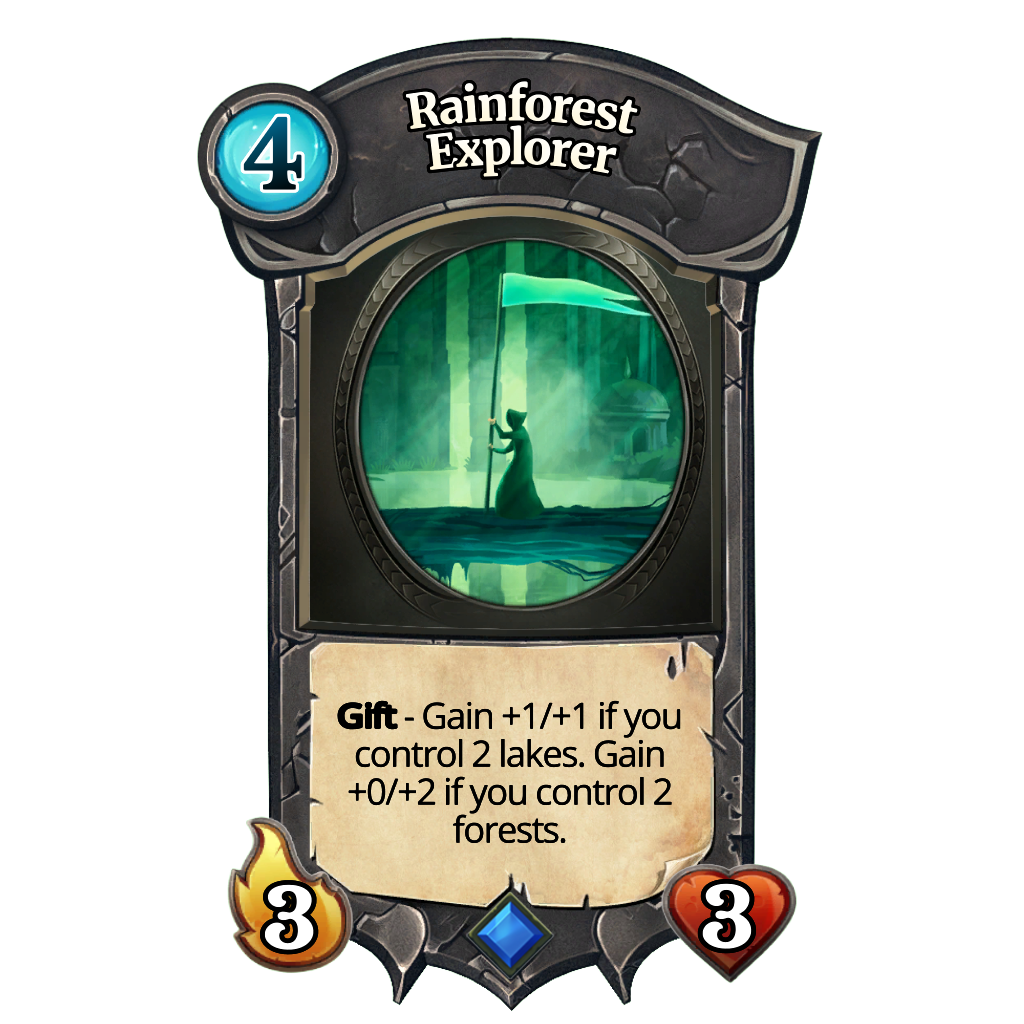 4
Rainforest
Explorer
Gift - Gain +1/+1 if you
control 2 lakes. Gain
+0/+2 if you control 2
forests.
3
3